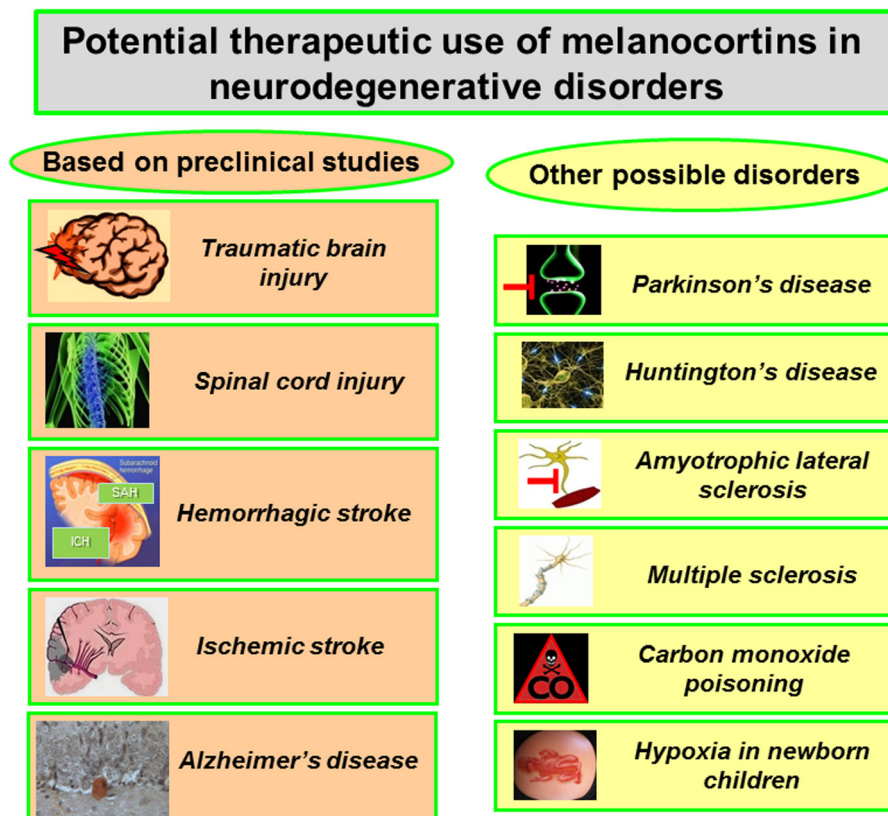 Potential therapeutic use of melanocortins in
neurodegenerative disorders
Based on preclinical studies
Traumatic brain
injury
Spinal cord injury
Subarachnoid
hemorrhage
SAH
ICH
Hemorrhagic stroke
Ischemic stroke
Alzheimer's disease
Other possible disorders
Parkinson's disease
Huntington's disease
Amyotrophic lateral
sclerosis
Multiple sclerosis
CO
Carbon monoxide
poisoning
Hypoxia in newborn
children